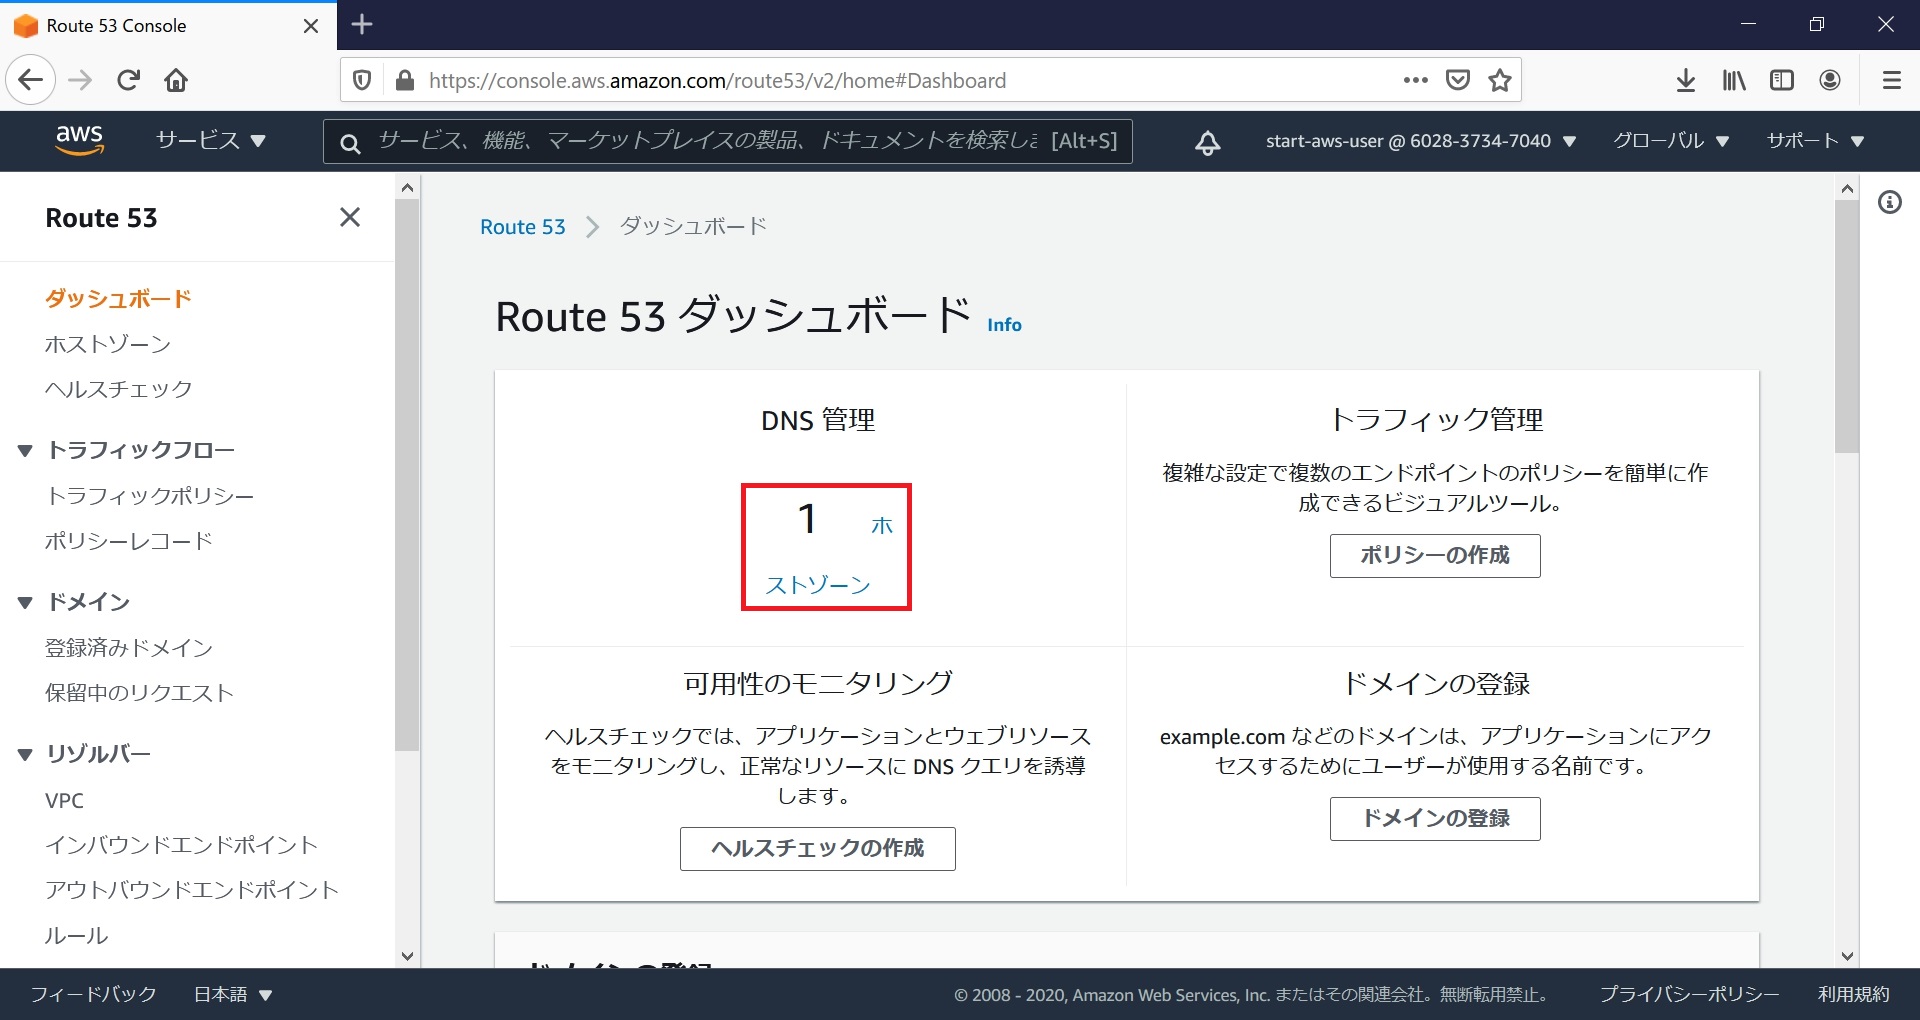 Route 53 Console
https://console.aws.amazon.com/route53/v2/home#Dashboard
aws
サービス
サービス、機能、マーケットプレイスの製品、ドキュメントを検索しま
[Alt+S]
start-aws-user @ 6028-3734-7040
グローバル
サポート
Route 53
ダッシュボード
ホストゾーン
ヘルスチェック
トラフィックフロー
トラフィックポリシー
ポリシーレコード
ドメイン
登録済みドメイン
保留中のリクエスト
リゾルバー
VPC
インバウンドエンドポイント
アウトバウンドエンドポイント
ルール
Route 53
ダッシュボード
Route 53 ダッシュボード Info
DNS 管理
1 ホ
ストゾーン
トラフィック管理
複雑な設定で複数のエンドポイントのポリシーを簡単に作
成できるビジュアルツール。
ポリシーの作成
可用性のモニタリング
ヘルスチェックでは、アプリケーションとウェブリソース
をモニタリングし、正常なリソースに DNS クエリを誘導
します。
ヘルスチェックの作成
ドメインの登録
example.com などのドメインは、アプリケーションにアク
セスするためにユーザーが使用する名前です。
ドメインの登録
ドメインの登録
フィードバック
日本語
© 2008 - 2020, Amazon Web Services, Inc. またはその関連会社。無断転用禁止。
プライバシーポリシー
利用規約